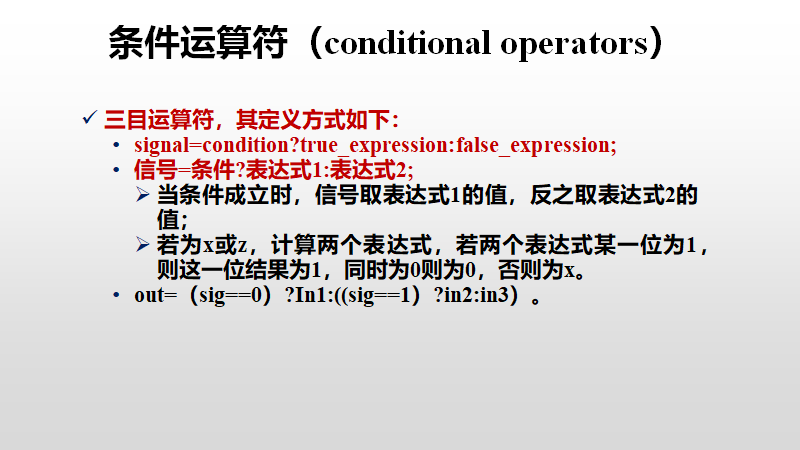 条件运算符（conditional operators）
✓ 三目运算符，其定义方式如下：
• signal=condition?true_expression:false_expression;
• 信号=条件?表达式1:表达式2;
➢ 当条件成立时，信号取表达式1的值，反之取表达式2的
值；
➢ 若为x或z，计算两个表达式，若两个表达式某一位为1，
则这一位结果为1，同时为0则为0，否则为x。
• out=（sig==0）?In1:((sig==1）?in2:in3）。